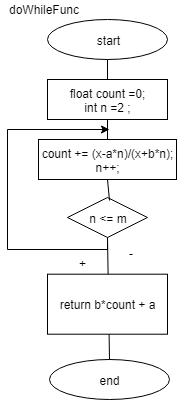 doWhileFunc
start
float count =0;
int n =2 ;
count += (x-a*n)/(x+b*n);
n++;
n <= m
-
+
return b*count + a
end